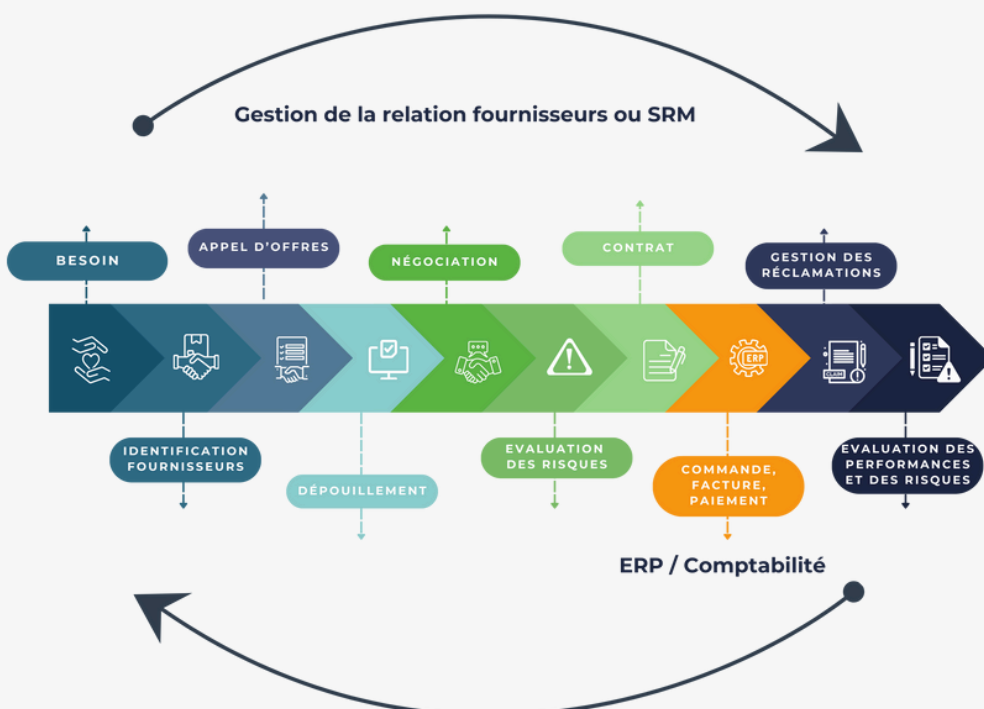 Gestion de la relation fournisseurs ou SRM
BESOIN
APPEL D'OFFRES
NÉGOCIATION
CONTRAT
GESTION DES
RÉCLAMATIONS
ERP
CLAIM
IDENTIFICATION
FOURNISSEURS
DÉPOUILLEMENT
EVALUATION
DES RISQUES
COMMANDE,
FACTURE,
PAIEMENT
EVALUATION DES
PERFORMANCES
ET DES RISQUES
ERP / Comptabilité